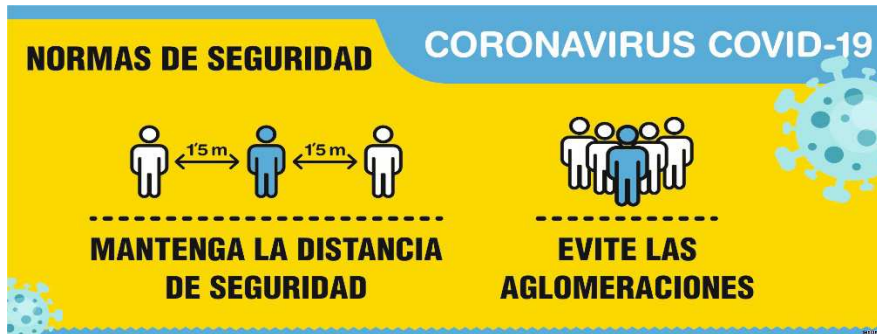 NORMAS DE SEGURIDAD
CORONAVIRUS COVID-19
1'5 m
1'5 m
MANTENGA LA DISTANCIA
DE SEGURIDAD
EVITE LAS
AGLOMERACIONES